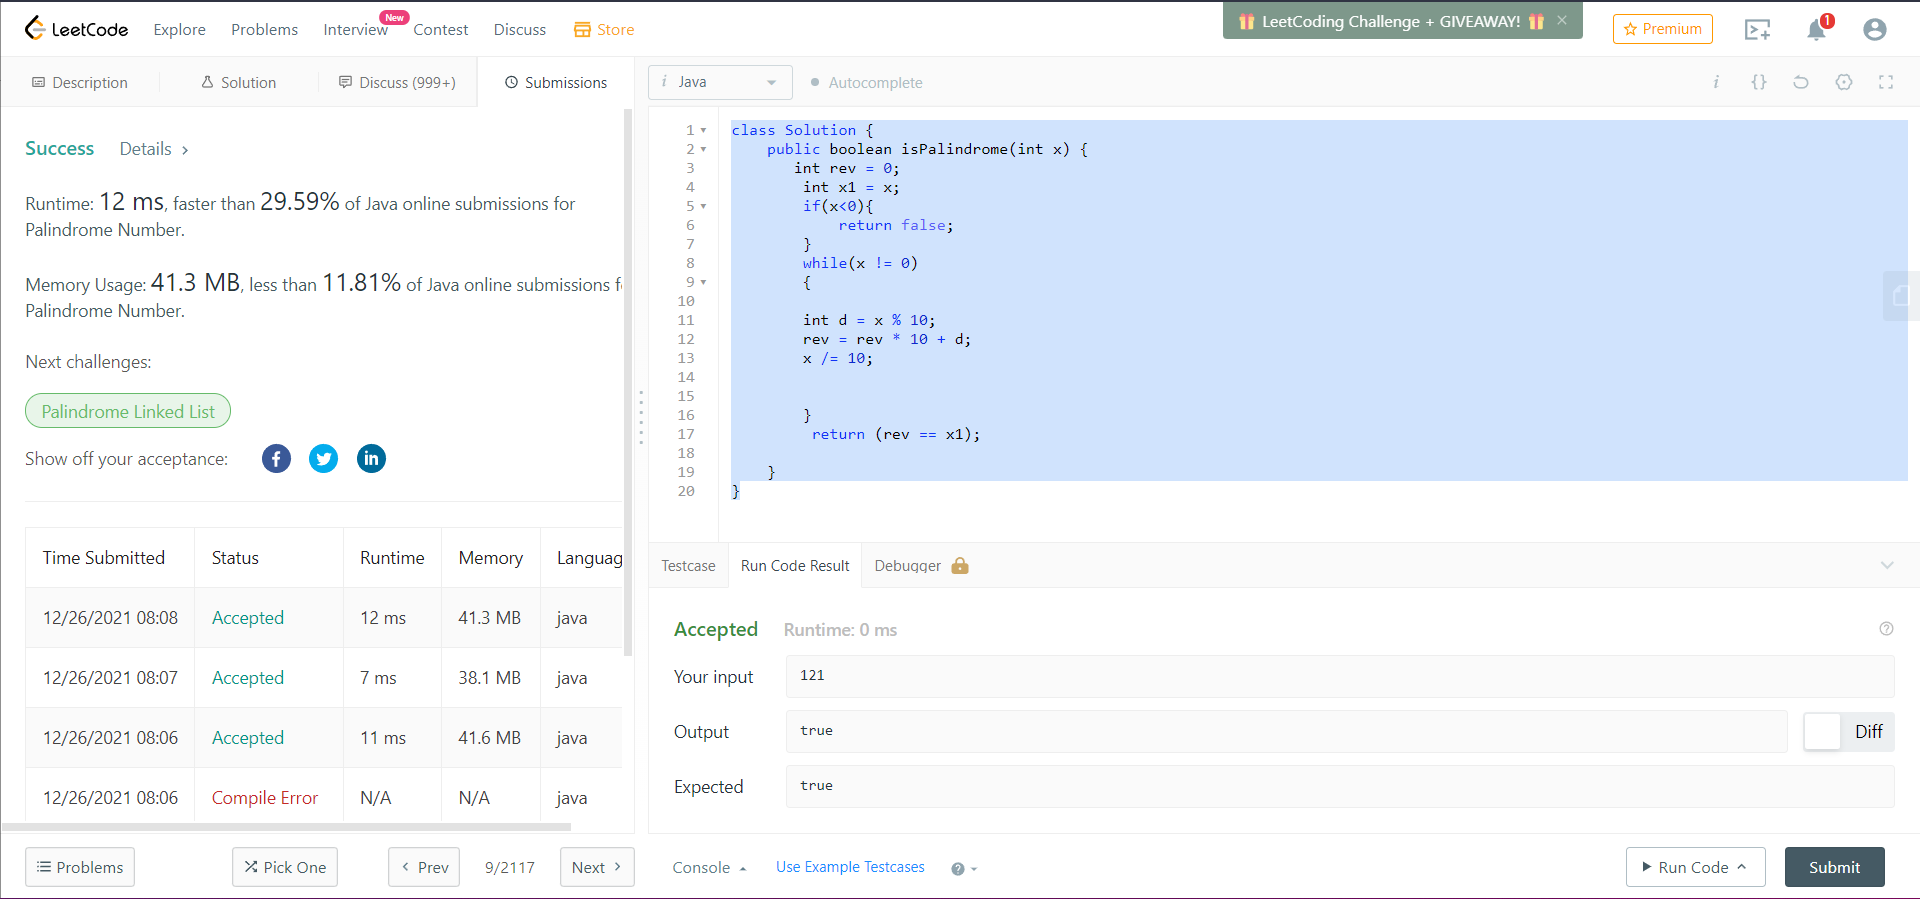 LeetCode
Explore
Problems
Interview
New
Contest
Discuss
Store
LeetCoding Challenge + GIVEAWAY!
Premium
1
Description
Solution
Discuss (999+)
Submissions
i Java
Autocomplete
Success
Details
Runtime: 12 ms, faster than 29.59% of Java online submissions for
Palindrome Number.
Memory Usage: 41.3 MB, less than 11.81% of Java online submissions f
Palindrome Number.
Next challenges:
Palindrome Linked List
Show off your acceptance:
Time Submitted Status Runtime Memory Languag
12/26/2021 08:08 Accepted 12 ms 41.3 MB java
12/26/2021 08:07 Accepted 7 ms 38.1 MB java
12/26/2021 08:06 Accepted 11 ms 41.6 MB java
12/26/2021 08:06 Compile Error N/A N/A java
1 class Solution {
2 public boolean isPalindrome(int x) {
3 int rev = 0;
4 int x1 = x;
5 if(x<0){
6 return false;
7 }
8 while(x != 0)
9 {
10
11 int d = x % 10;
12 rev = rev * 10 + d;
13 x /= 10;
14
15
16 }
17 return (rev == x1);
18
19 }
20 }
Testcase
Run Code Result
Debugger
Accepted
Runtime: 0 ms
Your input
121
Output
true
Diff
Expected
true
Problems
Pick One
Prev
9/2117
Next
Console
Use Example Testcases
Run Code
Submit